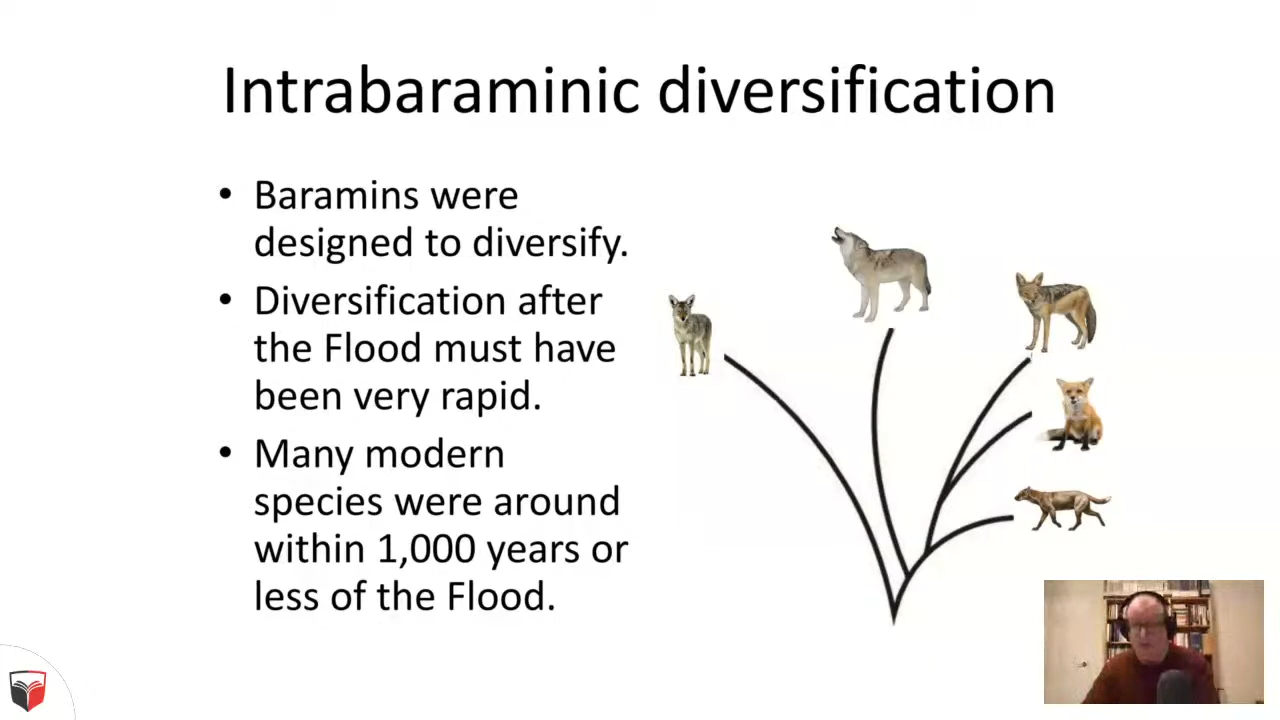 Intrabaraminic diversification
• Baramins were
designed to diversify.
• Diversification after
the Flood must have
been very rapid.
• Many modern
species were around
within 1,000 years or
less of the Flood.